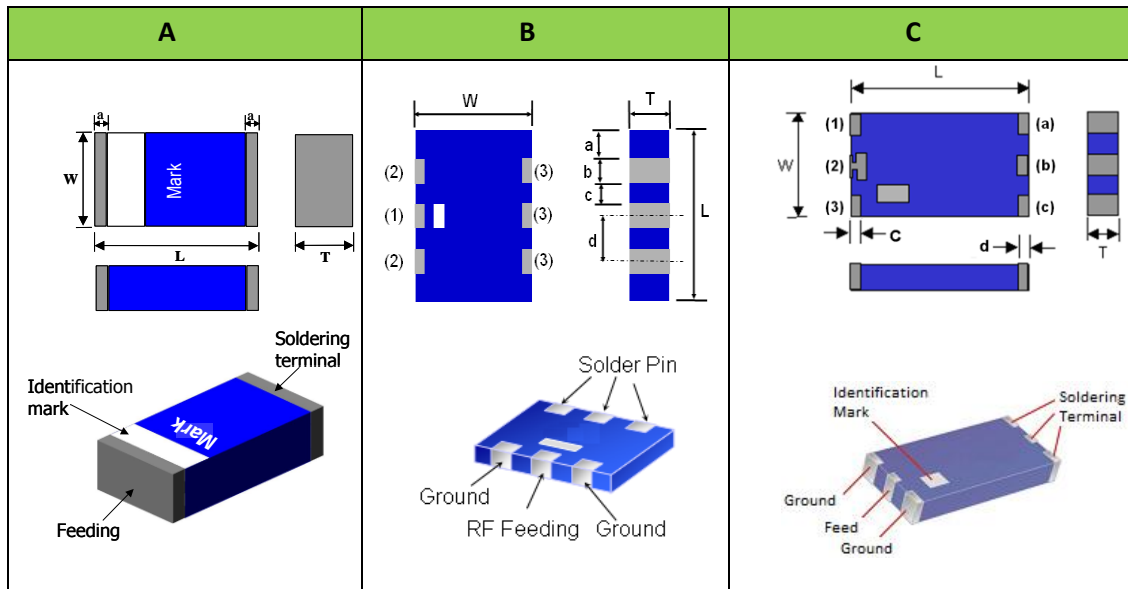 A
B
C
a
a
W
Mark
L
T
Identification
mark
Soldering
terminal
Mark
Feeding
W
T
(2)
(3)
(1)
(3)
(2)
(3)
a
b
c
d
L
Solder Pin
Ground
RF Feeding
Ground
L
(1)
(a)
W
(2)
(b)
(3)
(c)
C
d
T
Identification
Mark
Soldering
Terminal
Ground
Feed
Ground